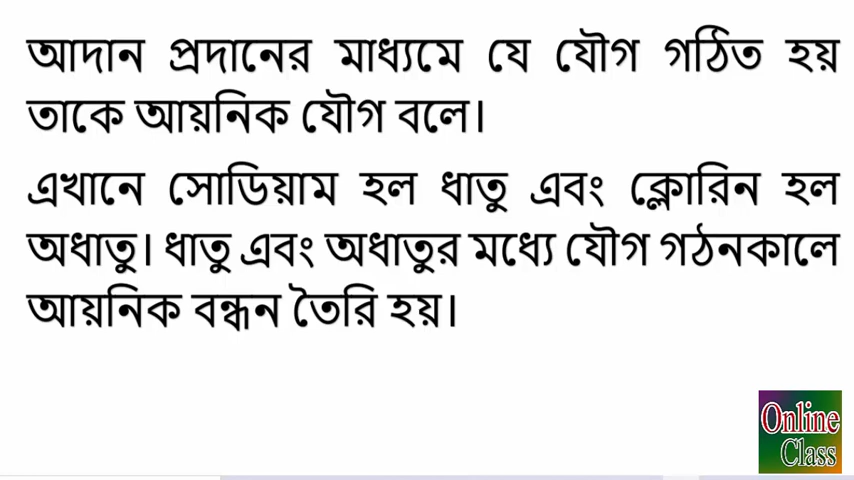 আদান প্রদানের মাধ্যমে যে যৌগ গঠিত হয়
তাকে আয়নিক যৌগ বলে।
এখানে সোডিয়াম হল ধাতু এবং ক্লোরিন হল
অধাতু। ধাতু এবং অধাতুর মধ্যে যৌগ গঠনকালে
আয়নিক বন্ধন তৈরি হয়।
Online
Class